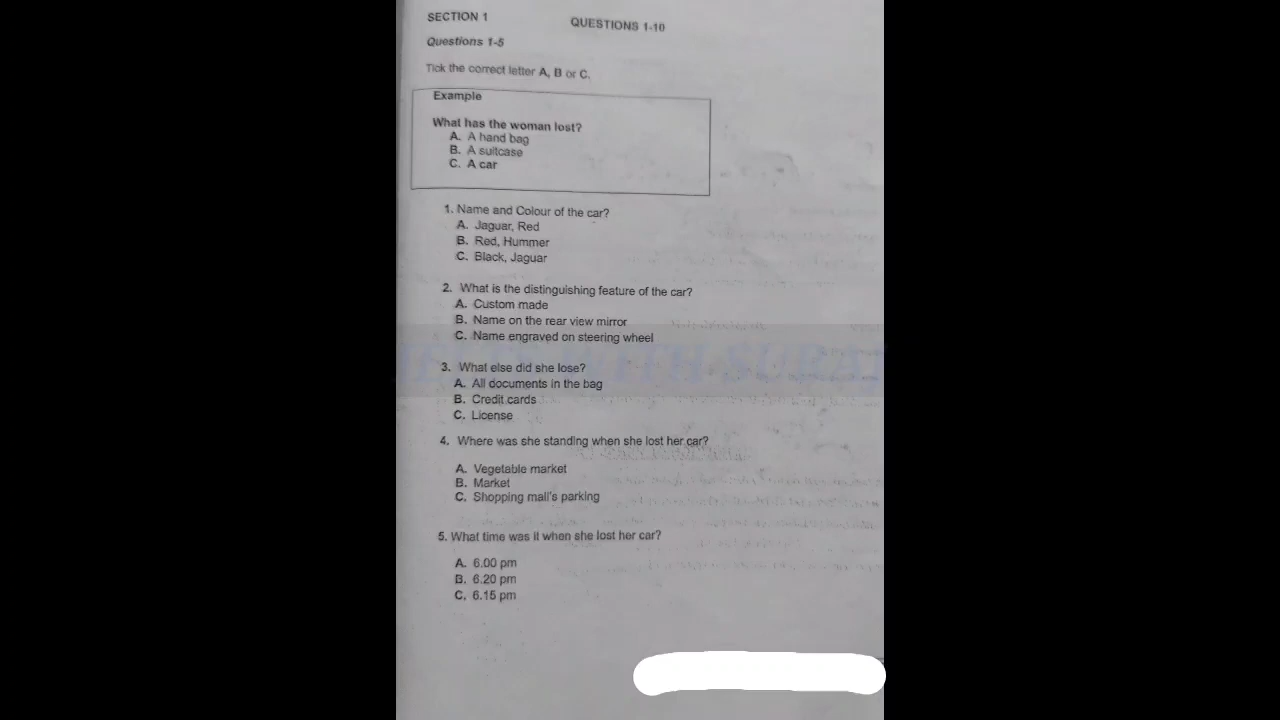 SECTION 1
QUESTIONS 1-10
Questions 1-5
Tick the correct letter A, B or C.
Example
What has the woman lost?
A. A hand bag
B. A suitcase
C. A car
1. Name and Colour of the car?
A. Jaguar, Red
B. Red, Hummer
C. Black, Jaguar
2. What is the distinguishing feature of the car?
A. Custom made
B. Name on the rear view mirror
C. Name engraved on steering wheel
IELTS WITH SURAJ
3. What else did she lose?
A. All documents in the bag
B. Credit cards
C. License
4. Where was she standing when she lost her car?
A. Vegetable market
B. Market
C. Shopping mall's parking
5. What time was it when she lost her car?
A. 6.00 pm
B. 6.20 pm
C. 6.15 pm